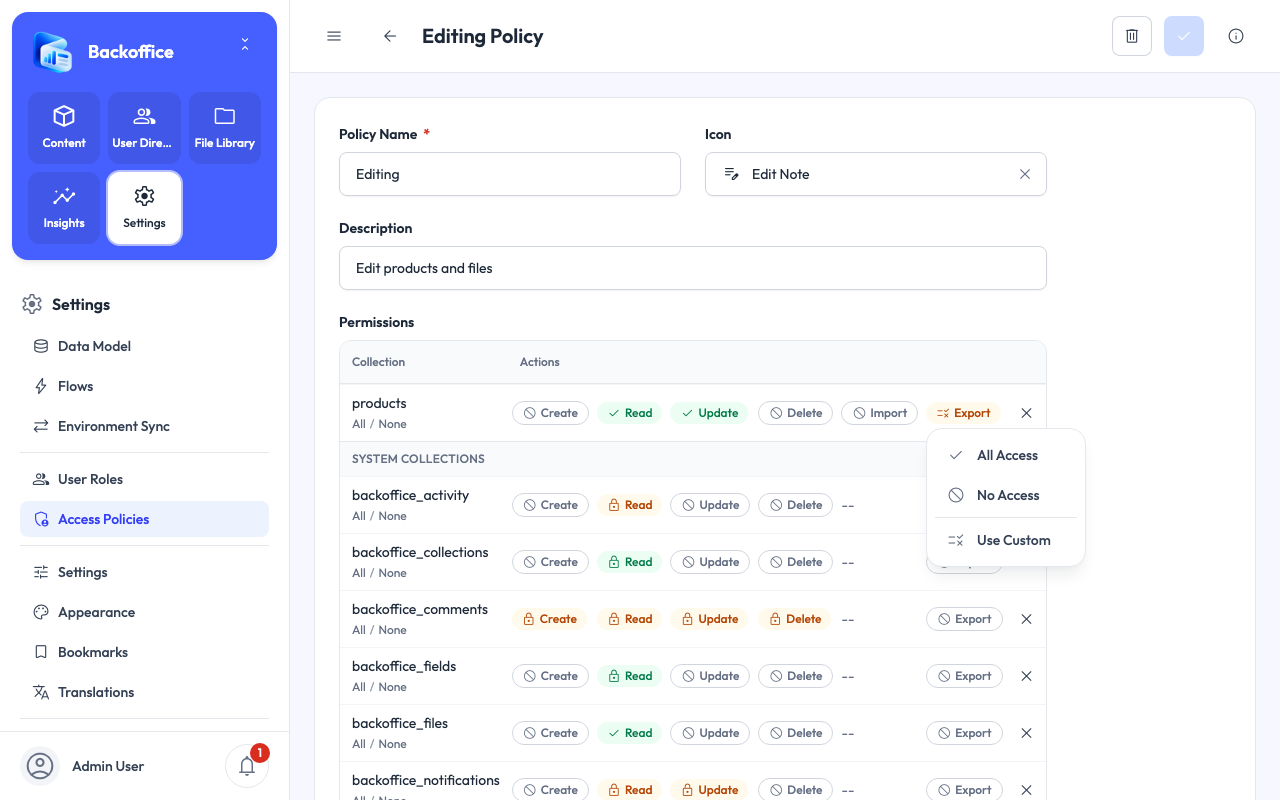 Backoffice
Content
User Dire...
File Library
Insights
Settings
Settings
Data Model
Flows
Environment Sync
User Roles
Access Policies
Settings
Appearance
Bookmarks
Translations
Admin User
1
Editing Policy
Policy Name *
Icon
Editing
Edit Note
Description
Edit products and files
Permissions
Collection Actions
products
All / None
Create Read Update Delete Import Export
All Access
No Access
Use Custom
SYSTEM COLLECTIONS
backoffice_activity
All / None
Create Read Update Delete --
backoffice_collections
All / None
Create Read Update Delete --
backoffice_comments
All / None
Create Read Update Delete -- Export
backoffice_fields
All / None
Create Read Update Delete -- Export
backoffice_files
All / None
Create Read Update Delete -- Export
backoffice_notifications
All / None
Create Read Update Delete -- Export